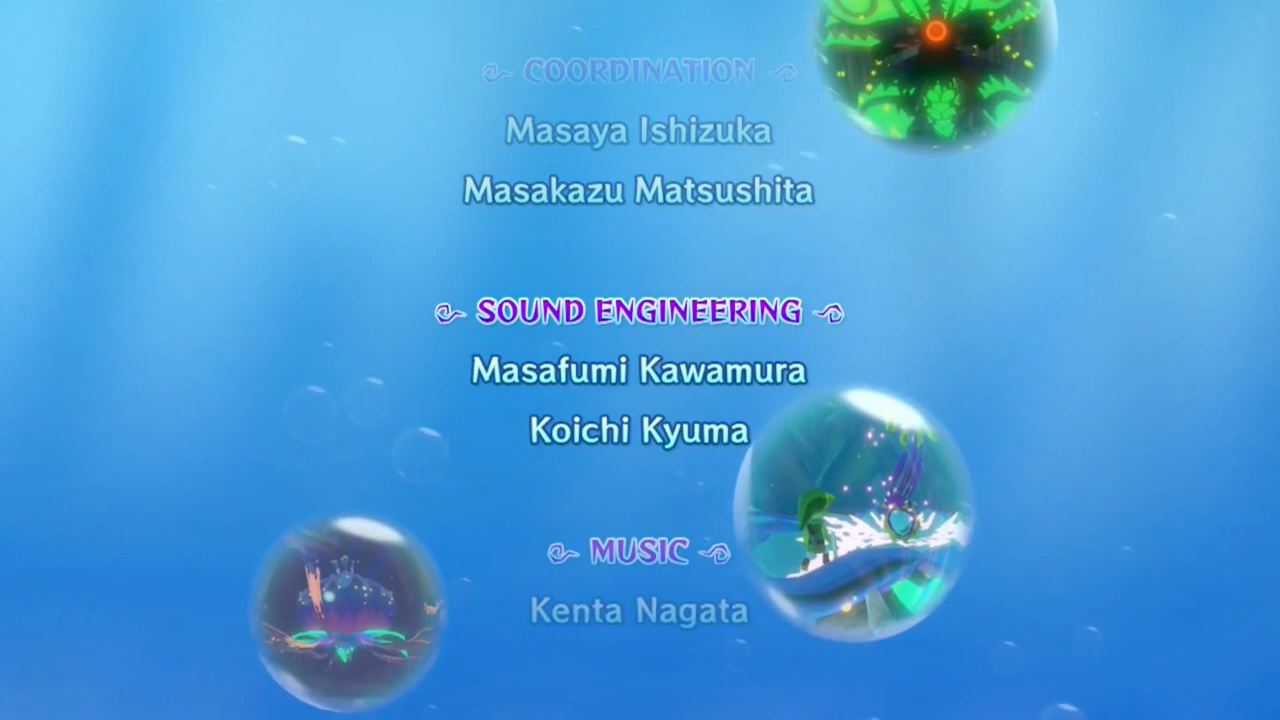 COORDINATION
Masaya Ishizuka
Masakazu Matsushita
SOUND ENGINEERING
Masafumi Kawamura
Koichi Kyuma
MUSIC
Kenta Nagata